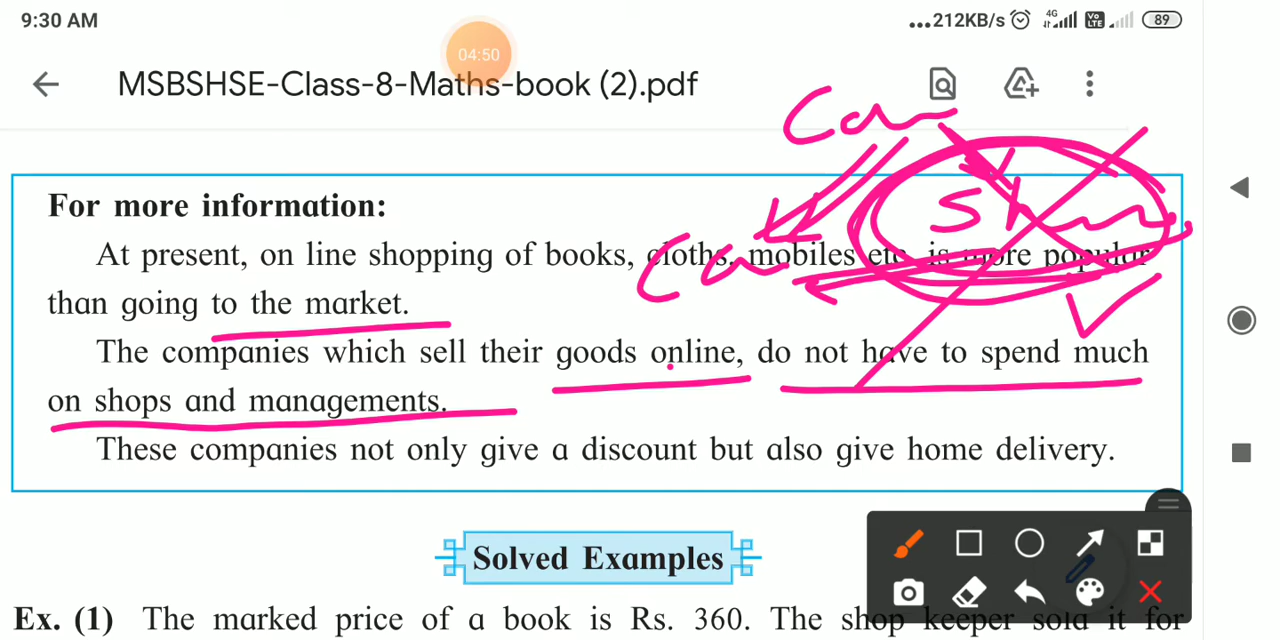 9:30 AM
...212KB/s 4G Vo LTE 89
04:50
MSBSHSE-Class-8-Maths-book (2).pdf
For more information:
At present, on line shopping of books, cloths, mobiles etc. is more popular
than going to the market.
The companies which sell their goods online, do not have to spend much
on shops and managements.
These companies not only give a discount but also give home delivery.
Solved Examples
Ex. (1) The marked price of a book is Rs. 360. The shop keeper sold it for